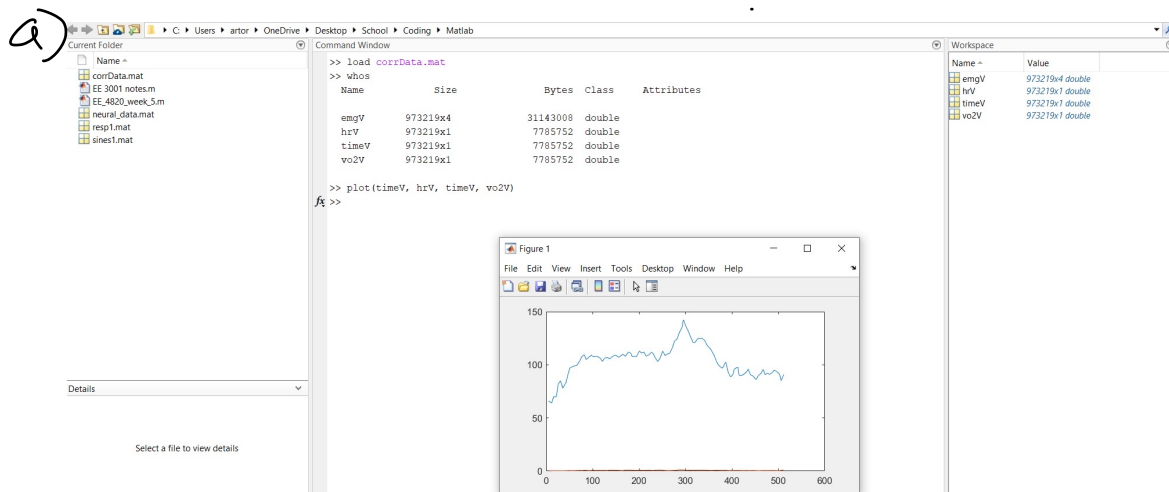 a)
C: Users artor OneDrive Desktop School Coding Matlab
Current Folder
Name
corrData.mat
EE 3001 notes.m
EE_4820_week_5.m
neural_data.mat
resp1.mat
sines1.mat
Details
Select a file to view details
Command Window
>> load corrData.mat
>> whos
Name Size Bytes Class Attributes
emgV 973219x4 31143008 double
hrV 973219x1 7785752 double
timeV 973219x1 7785752 double
vo2V 973219x1 7785752 double
>> plot(timeV, hrV, timeV, vo2V)
fx >>
Figure 1
File Edit View Insert Tools Desktop Window Help
150
100
50
0
0 100 200 300 400 500 600
Workspace
Name Value
emgV 973219x4 double
hrV 973219x1 double
timeV 973219x1 double
vo2V 973219x1 double